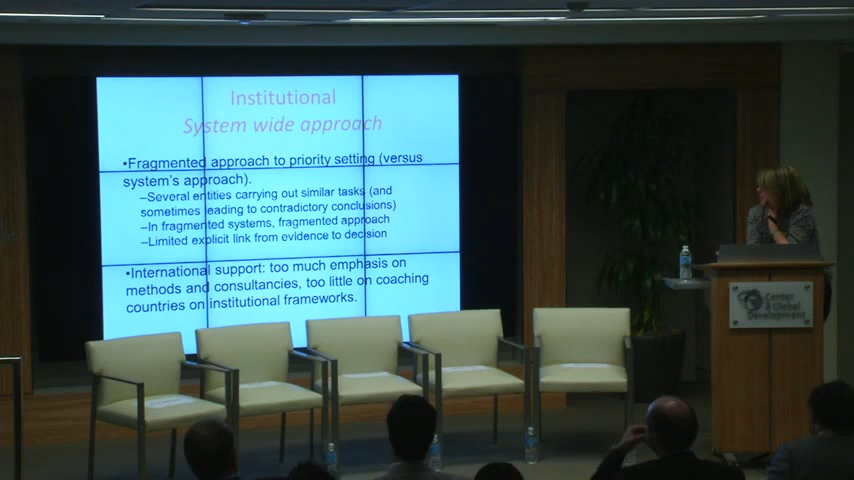 Institutional
System wide approach
•Fragmented approach to priority setting (versus
system's approach).
–Several entities carrying out similar tasks (and
sometimes leading to contradictory conclusions)
–In fragmented systems, fragmented approach
–Limited explicit link from evidence to decision
•International support: too much emphasis on
methods and consultancies, too little on coaching
countries on institutional frameworks.
Center
Global
Development